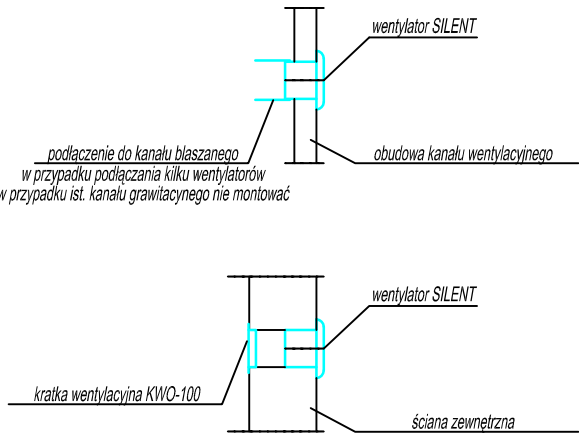 wentylator SILENT
podłączenie do kanału blaszanego
w przypadku podłączania kilku wentylatorów
w przypadku ist. kanału grawitacynego nie montować
obudowa kanału wentylacyjnego
wentylator SILENT
kratka wentylacyjna KWO-100
ściana zewnętrzna